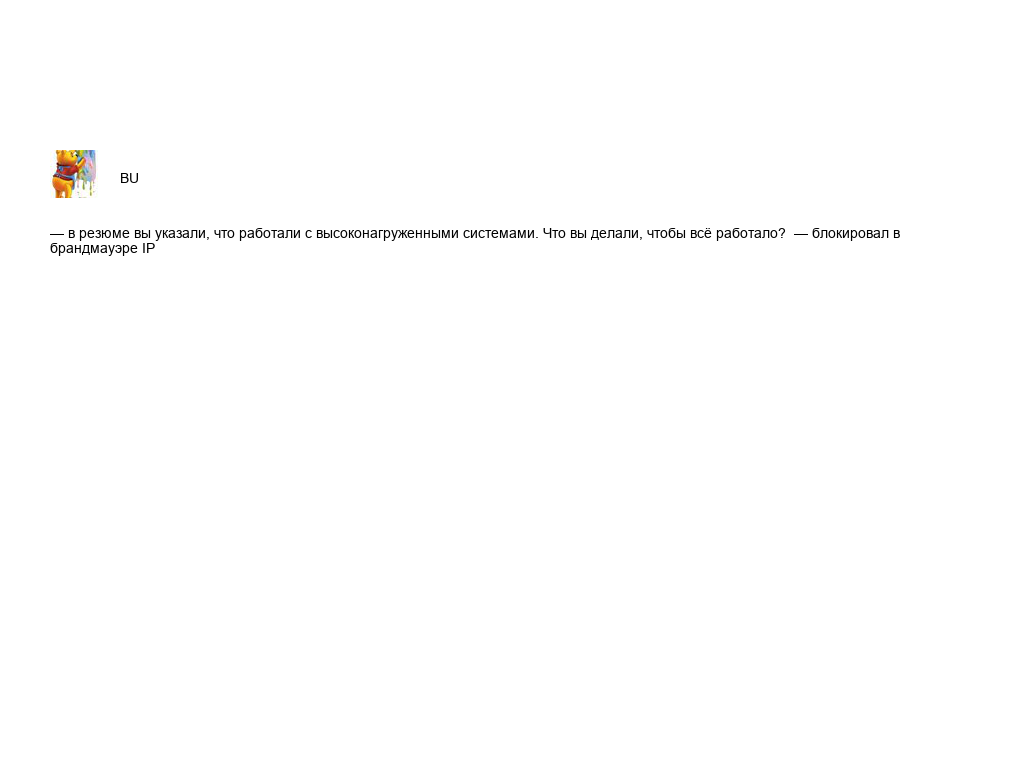 BU
— в резюме вы указали, что работали с высоконагруженными системами. Что вы делали, чтобы всё работало?  — блокировал в
брандмауэре IP